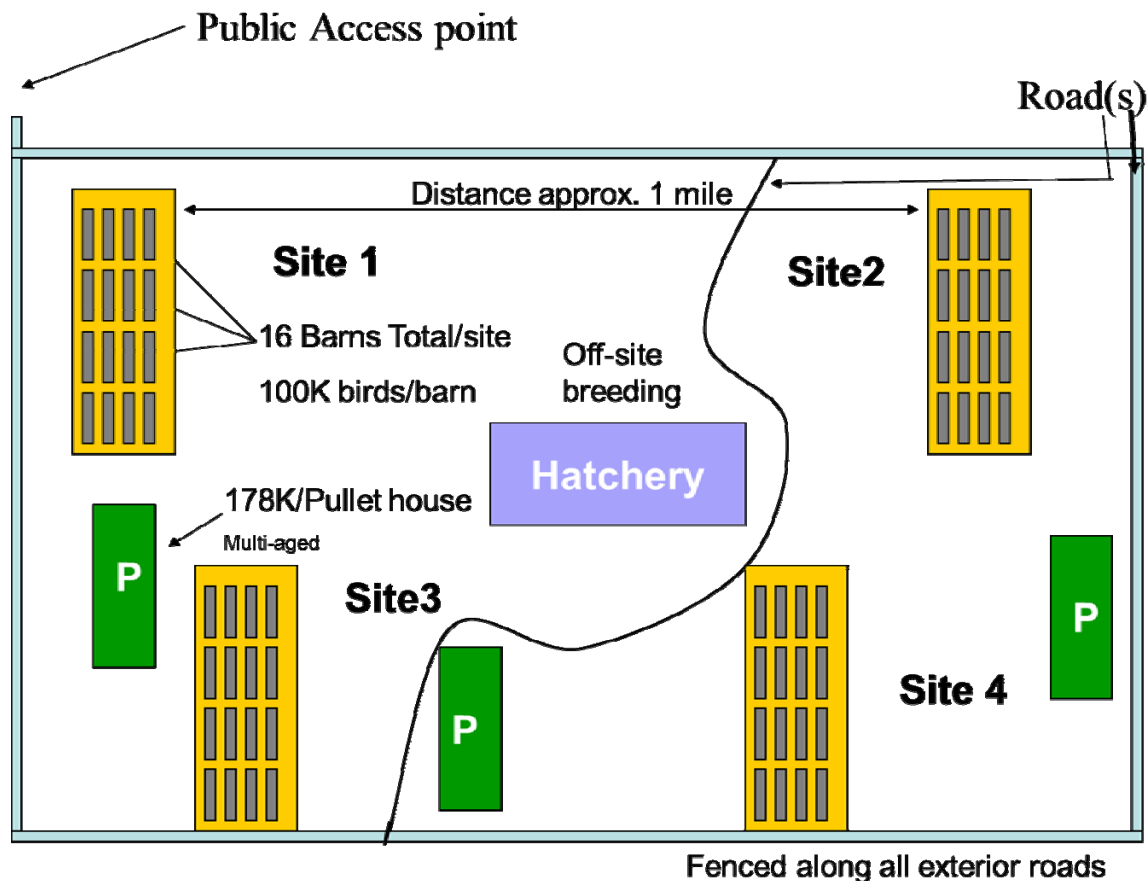 Public Access point
Road(s)
Distance approx. 1 mile
Site 1
Site2
16 Barns Total/site
100K birds/barn
Off-site
breeding
Hatchery
178K/Pullet house
Multi-aged
P
Site3
P
P
Site 4
Fenced along all exterior roads